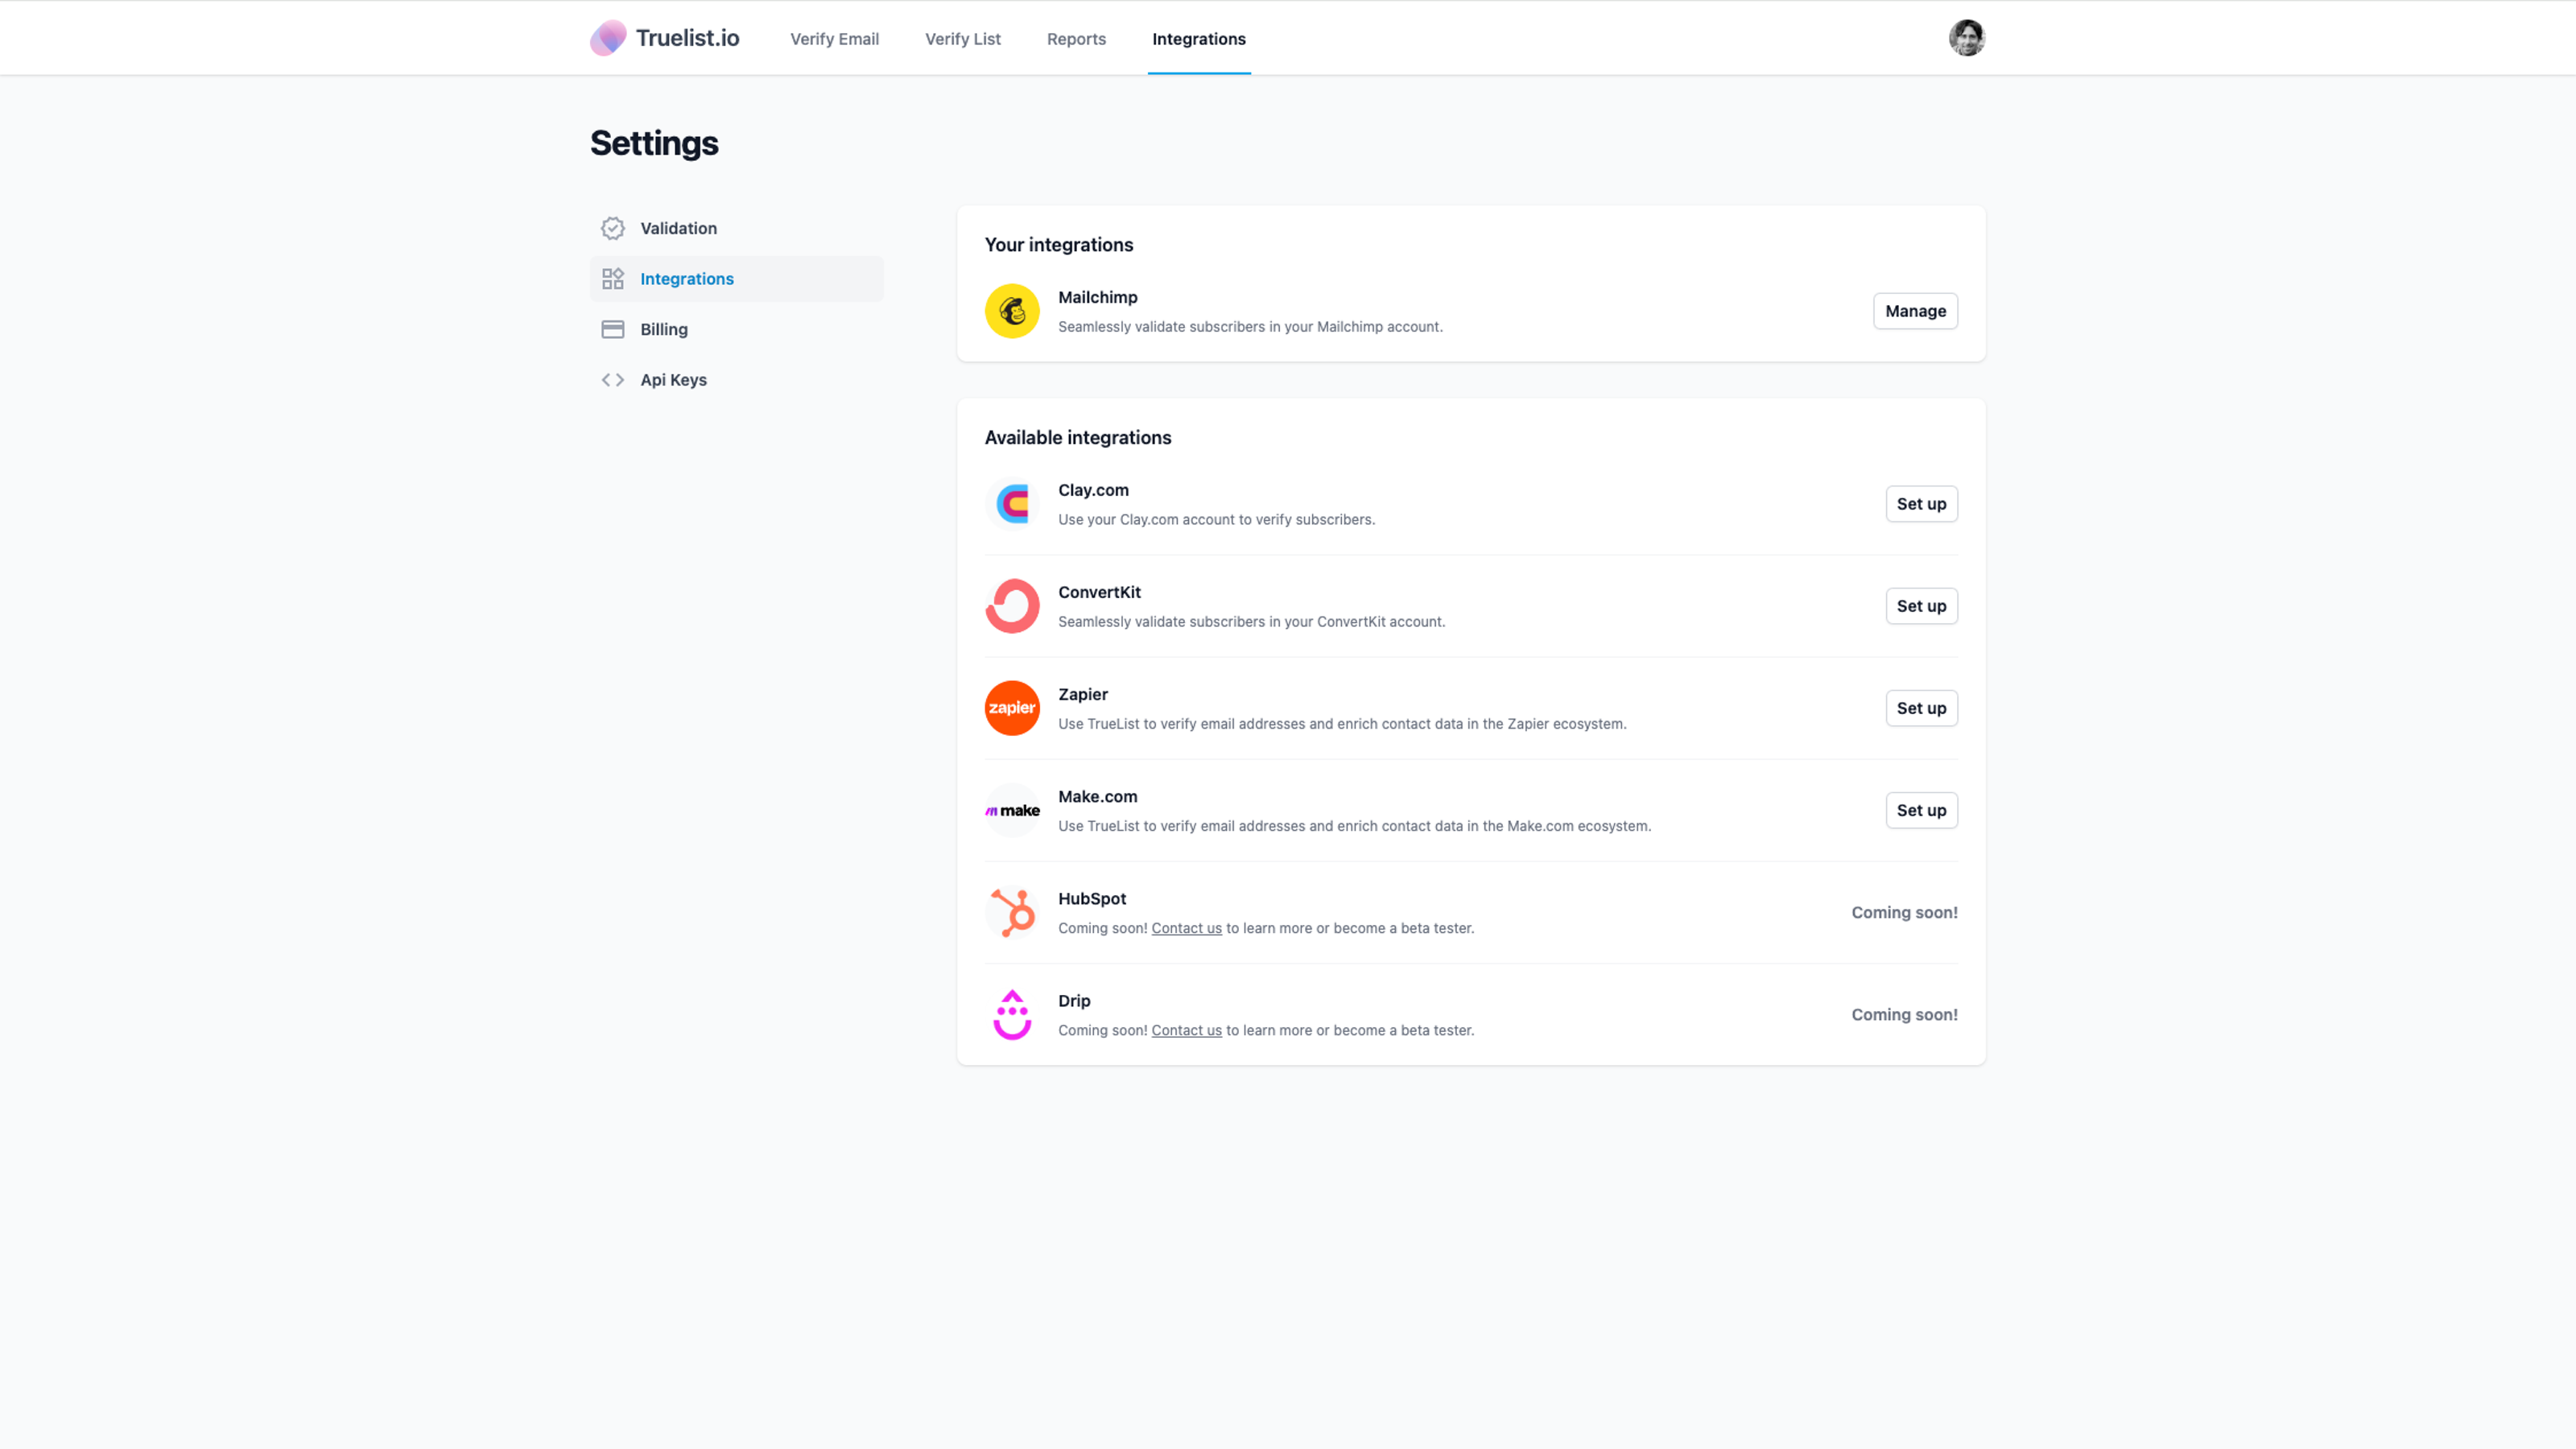 Truelist.io
Verify Email
Verify List
Reports
Integrations
Settings
Validation
Integrations
Billing
Api Keys
Your integrations
Mailchimp
Seamlessly validate subscribers in your Mailchimp account.
Manage
Available integrations
Clay.com
Use your Clay.com account to verify subscribers.
Set up
ConvertKit
Seamlessly validate subscribers in your ConvertKit account.
Set up
zapier
Zapier
Use TrueList to verify email addresses and enrich contact data in the Zapier ecosystem.
Set up
make
Make.com
Use TrueList to verify email addresses and enrich contact data in the Make.com ecosystem.
Set up
HubSpot
Coming soon! Contact us to learn more or become a beta tester.
Coming soon!
Drip
Coming soon! Contact us to learn more or become a beta tester.
Coming soon!